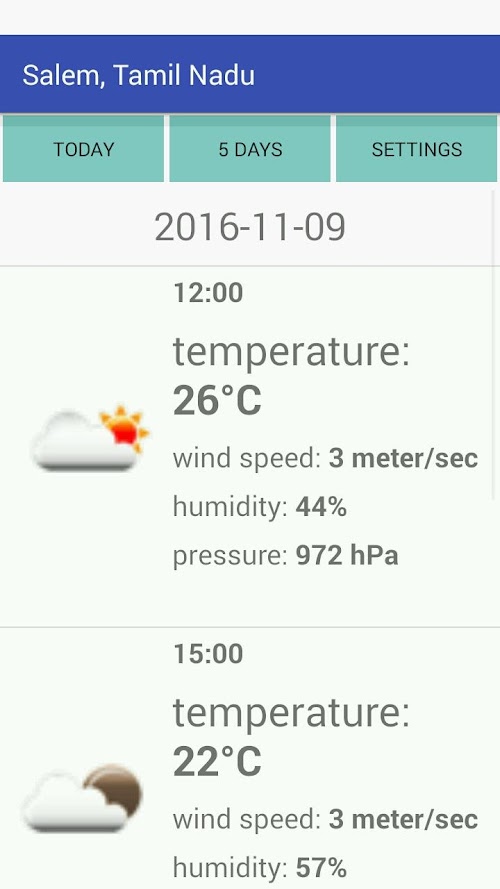 Salem, Tamil Nadu
TODAY
5 DAYS
SETTINGS
2016-11-09
12:00
temperature:
26°C
wind speed: 3 meter/sec
humidity: 44%
pressure: 972 hPa
15:00
temperature:
22°C
wind speed: 3 meter/sec
humidity: 57%